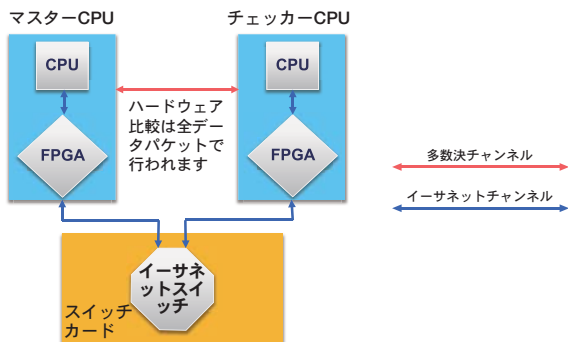 マスターCPU
チェッカーCPU
CPU
CPU
ハードウェア
比較は全デー
タパケットで
行われます
FPGA
FPGA
多数決チャンネル
イーサネットチャンネル
イーサネ
ットスイ
ッチ
スイッチ
カード